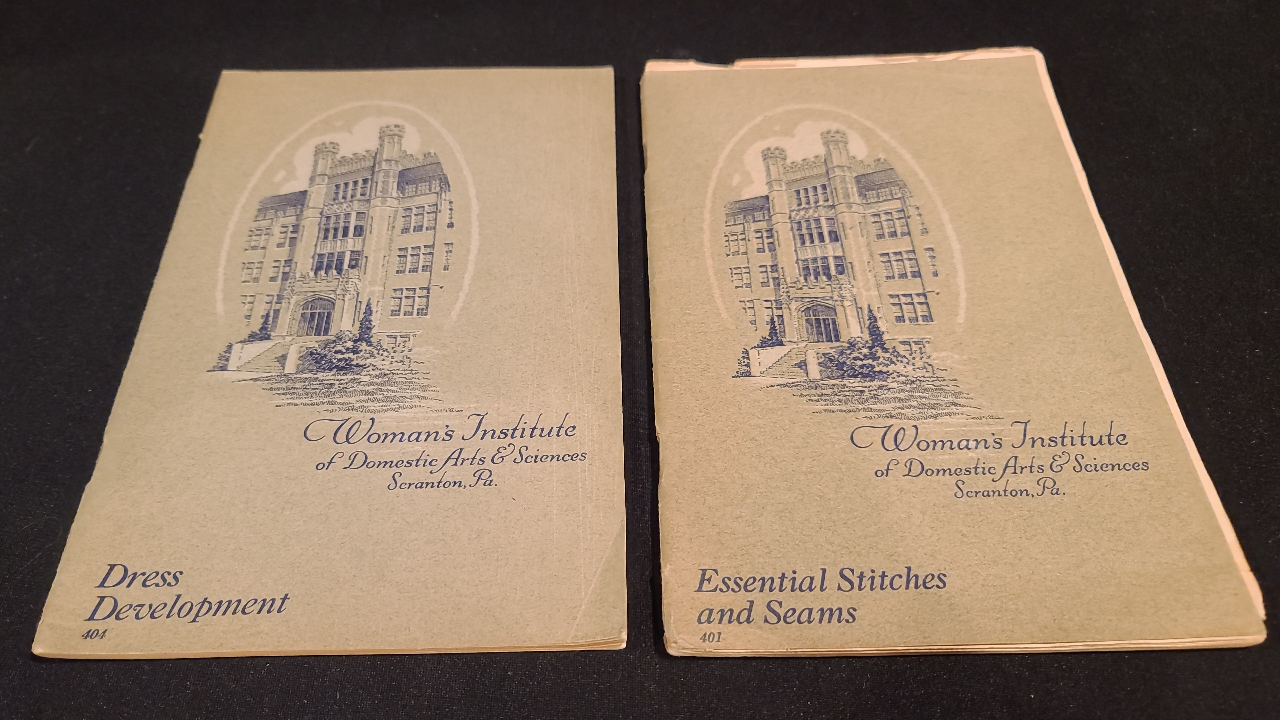 Woman's Institute
of Domestic Arts & Sciences
Scranton, Pa.
Dress
Development
404
Woman's Institute
of Domestic Arts & Sciences
Scranton, Pa.
Essential Stitches
and Seams
401